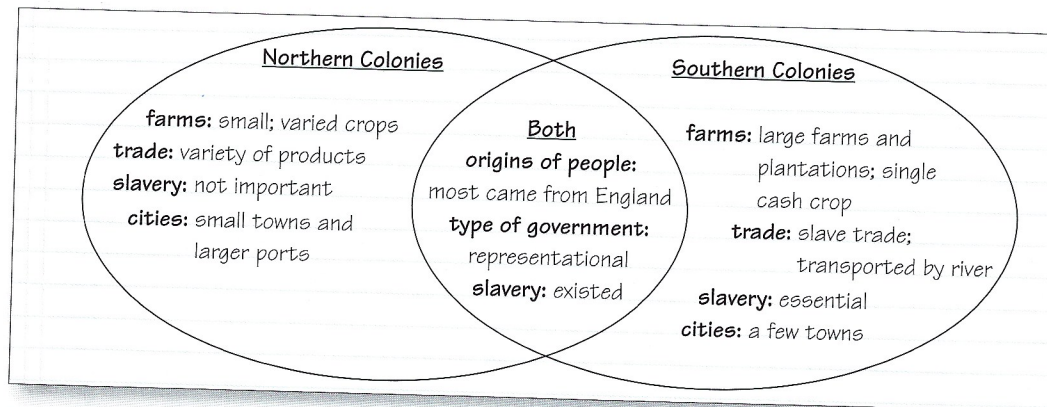 Northern Colonies
farms: small; varied crops
trade: variety of products
slavery: not important
cities: small towns and
larger ports
Both
origins of people:
most came from England
type of government:
representational
slavery: existed
Southern Colonies
farms: large farms and
plantations; single
cash crop
trade: slave trade;
transported by river
slavery: essential
cities: a few towns